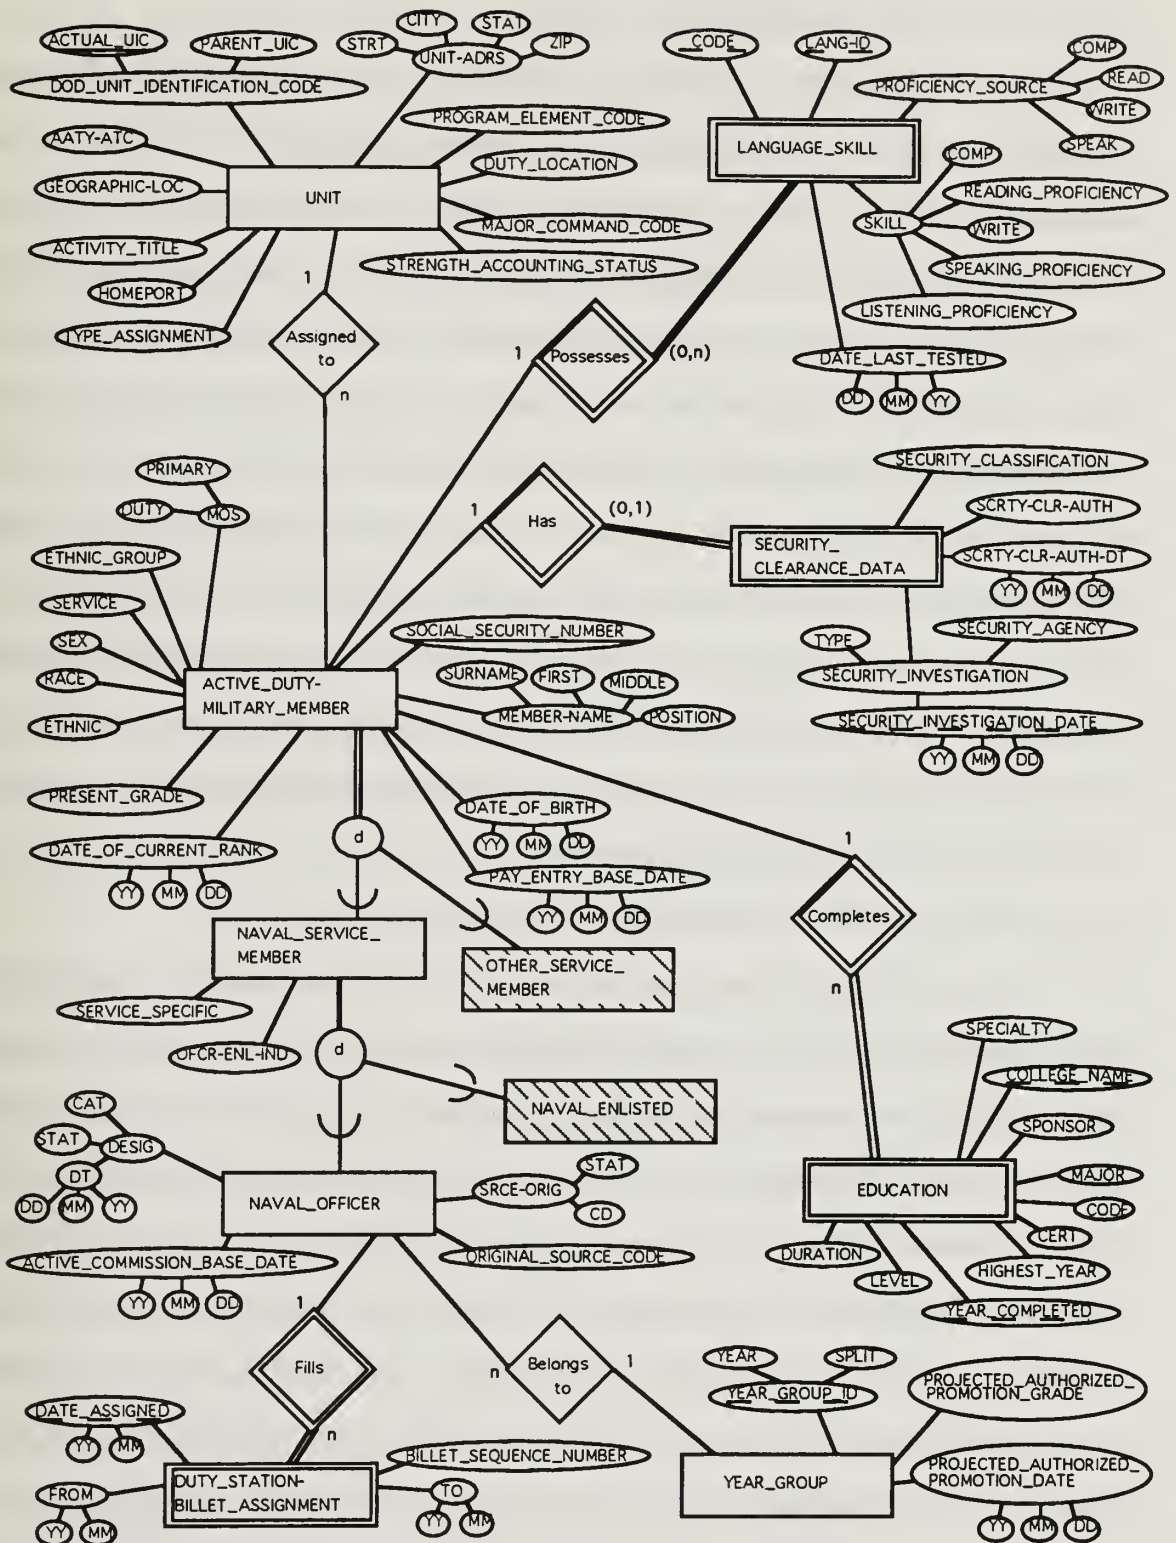 ACTUAL_UIC
PARENT_UIC
DOD_UNIT_IDENTIFICATION_CODE
STRT
CITY
STAT
ZIP
UNIT-ADRS
AATY-ATC
GEOGRAPHIC-LOC
ACTIVITY_TITLE
HOMEPORT
TYPE_ASSIGNMENT
UNIT
PROGRAM_ELEMENT_CODE
DUTY_LOCATION
MAJOR_COMMAND_CODE
STRENGTH_ACCOUNTING_STATUS
1
Assigned
to
n
CODE
LANG-ID
PROFICIENCY_SOURCE
COMP
READ
WRITE
SPEAK
LANGUAGE_SKILL
SKILL
COMP
READING_PROFICIENCY
WRITE
SPEAKING_PROFICIENCY
LISTENING_PROFICIENCY
DATE_LAST_TESTED
DD
MM
YY
1
Possesses
(0,n)
1
Has
(0,1)
SECURITY_
CLEARANCE_DATA
SECURITY_CLASSIFICATION
SCRTY-CLR-AUTH
SCRTY-CLR-AUTH-DT
YY
MM
DD
TYPE
SECURITY_AGENCY
SECURITY_INVESTIGATION
SECURITY_INVESTIGATION_DATE
YY
MM
DD
PRIMARY
DUTY
MOS
ETHNIC_GROUP
SERVICE
SEX
RACE
ETHNIC
PRESENT_GRADE
DATE_OF_CURRENT_RANK
YY
MM
DD
ACTIVE_DUTY-
MILITARY_MEMBER
SOCIAL_SECURITY_NUMBER
SURNAME
FIRST
MIDDLE
MEMBER-NAME
POSITION
DATE_OF_BIRTH
YY
MM
DD
PAY_ENTRY_BASE_DATE
YY
MM
DD
d
NAVAL_SERVICE_
MEMBER
OTHER_SERVICE_
MEMBER
SERVICE_SPECIFIC
OFCR-ENL-IND
d
NAVAL_ENLISTED
1
Completes
n
SPECIALTY
COLLEGE_NAME
SPONSOR
MAJOR
CODE
CERT
HIGHEST_YEAR
YEAR_COMPLETED
LEVEL
DURATION
EDUCATION
CAT
STAT
DESIG
DT
DD
MM
YY
NAVAL_OFFICER
SRCE-ORIG
STAT
CD
ORIGINAL_SOURCE_CODE
ACTIVE_COMMISSION_BASE_DATE
YY
MM
DD
1
Fills
n
n
Belongs
to
1
YEAR
SPLIT
YEAR_GROUP_ID
YEAR_GROUP
PROJECTED_AUTHORIZED_
PROMOTION_GRADE
PROJECTED_AUTHORIZED_
PROMOTION_DATE
YY
MM
DD
DATE_ASSIGNED
YY
MM
FROM
YY
MM
DUTY_STATION-
BILLET_ASSIGNMENT
BILLET_SEQUENCE_NUMBER
TO
YY
MM